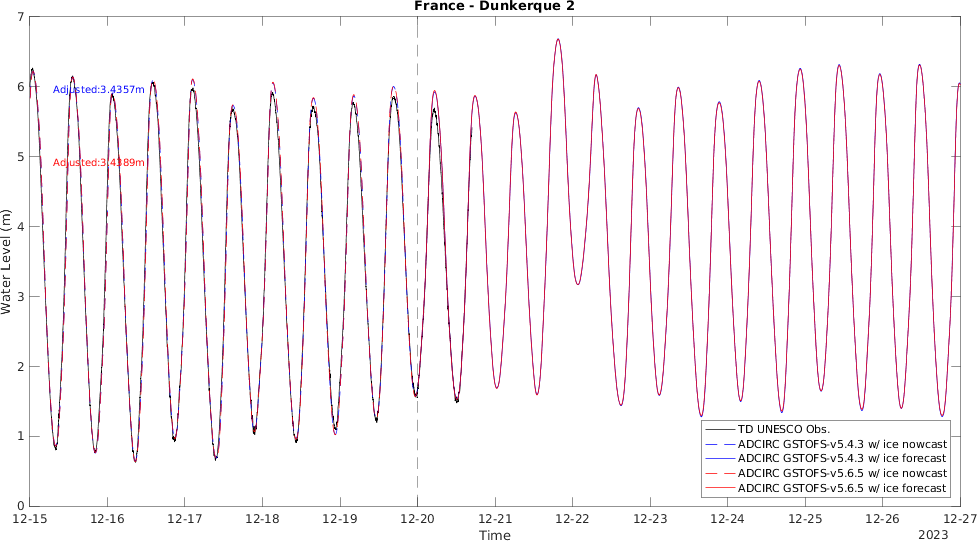 France - Dunkerque 2
7
6
5
4
3
2
1
0
Water Level (m)
Adjusted:3.4357m
Adjusted:3.4389m
TD UNESCO Obs.
ADCIRC GSTOFS-v5.4.3 w/ ice nowcast
ADCIRC GSTOFS-v5.4.3 w/ ice forecast
ADCIRC GSTOFS-v5.6.5 w/ ice nowcast
ADCIRC GSTOFS-v5.6.5 w/ ice forecast
12-15 12-16 12-17 12-18 12-19 12-20 12-21 12-22 12-23 12-24 12-25 12-26 12-27
Time
2023